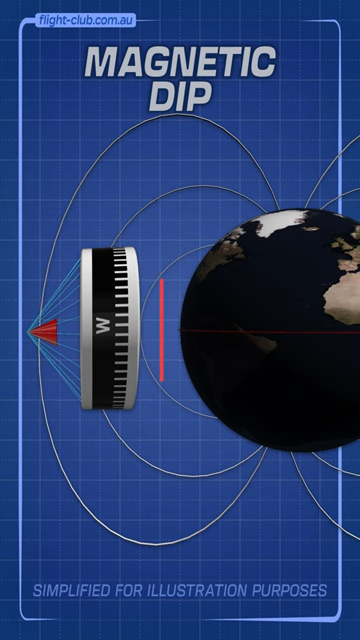 flight-club.com.au
MAGNETIC
DIP
W
SIMPLIFIED FOR ILLUSTRATION PURPOSES